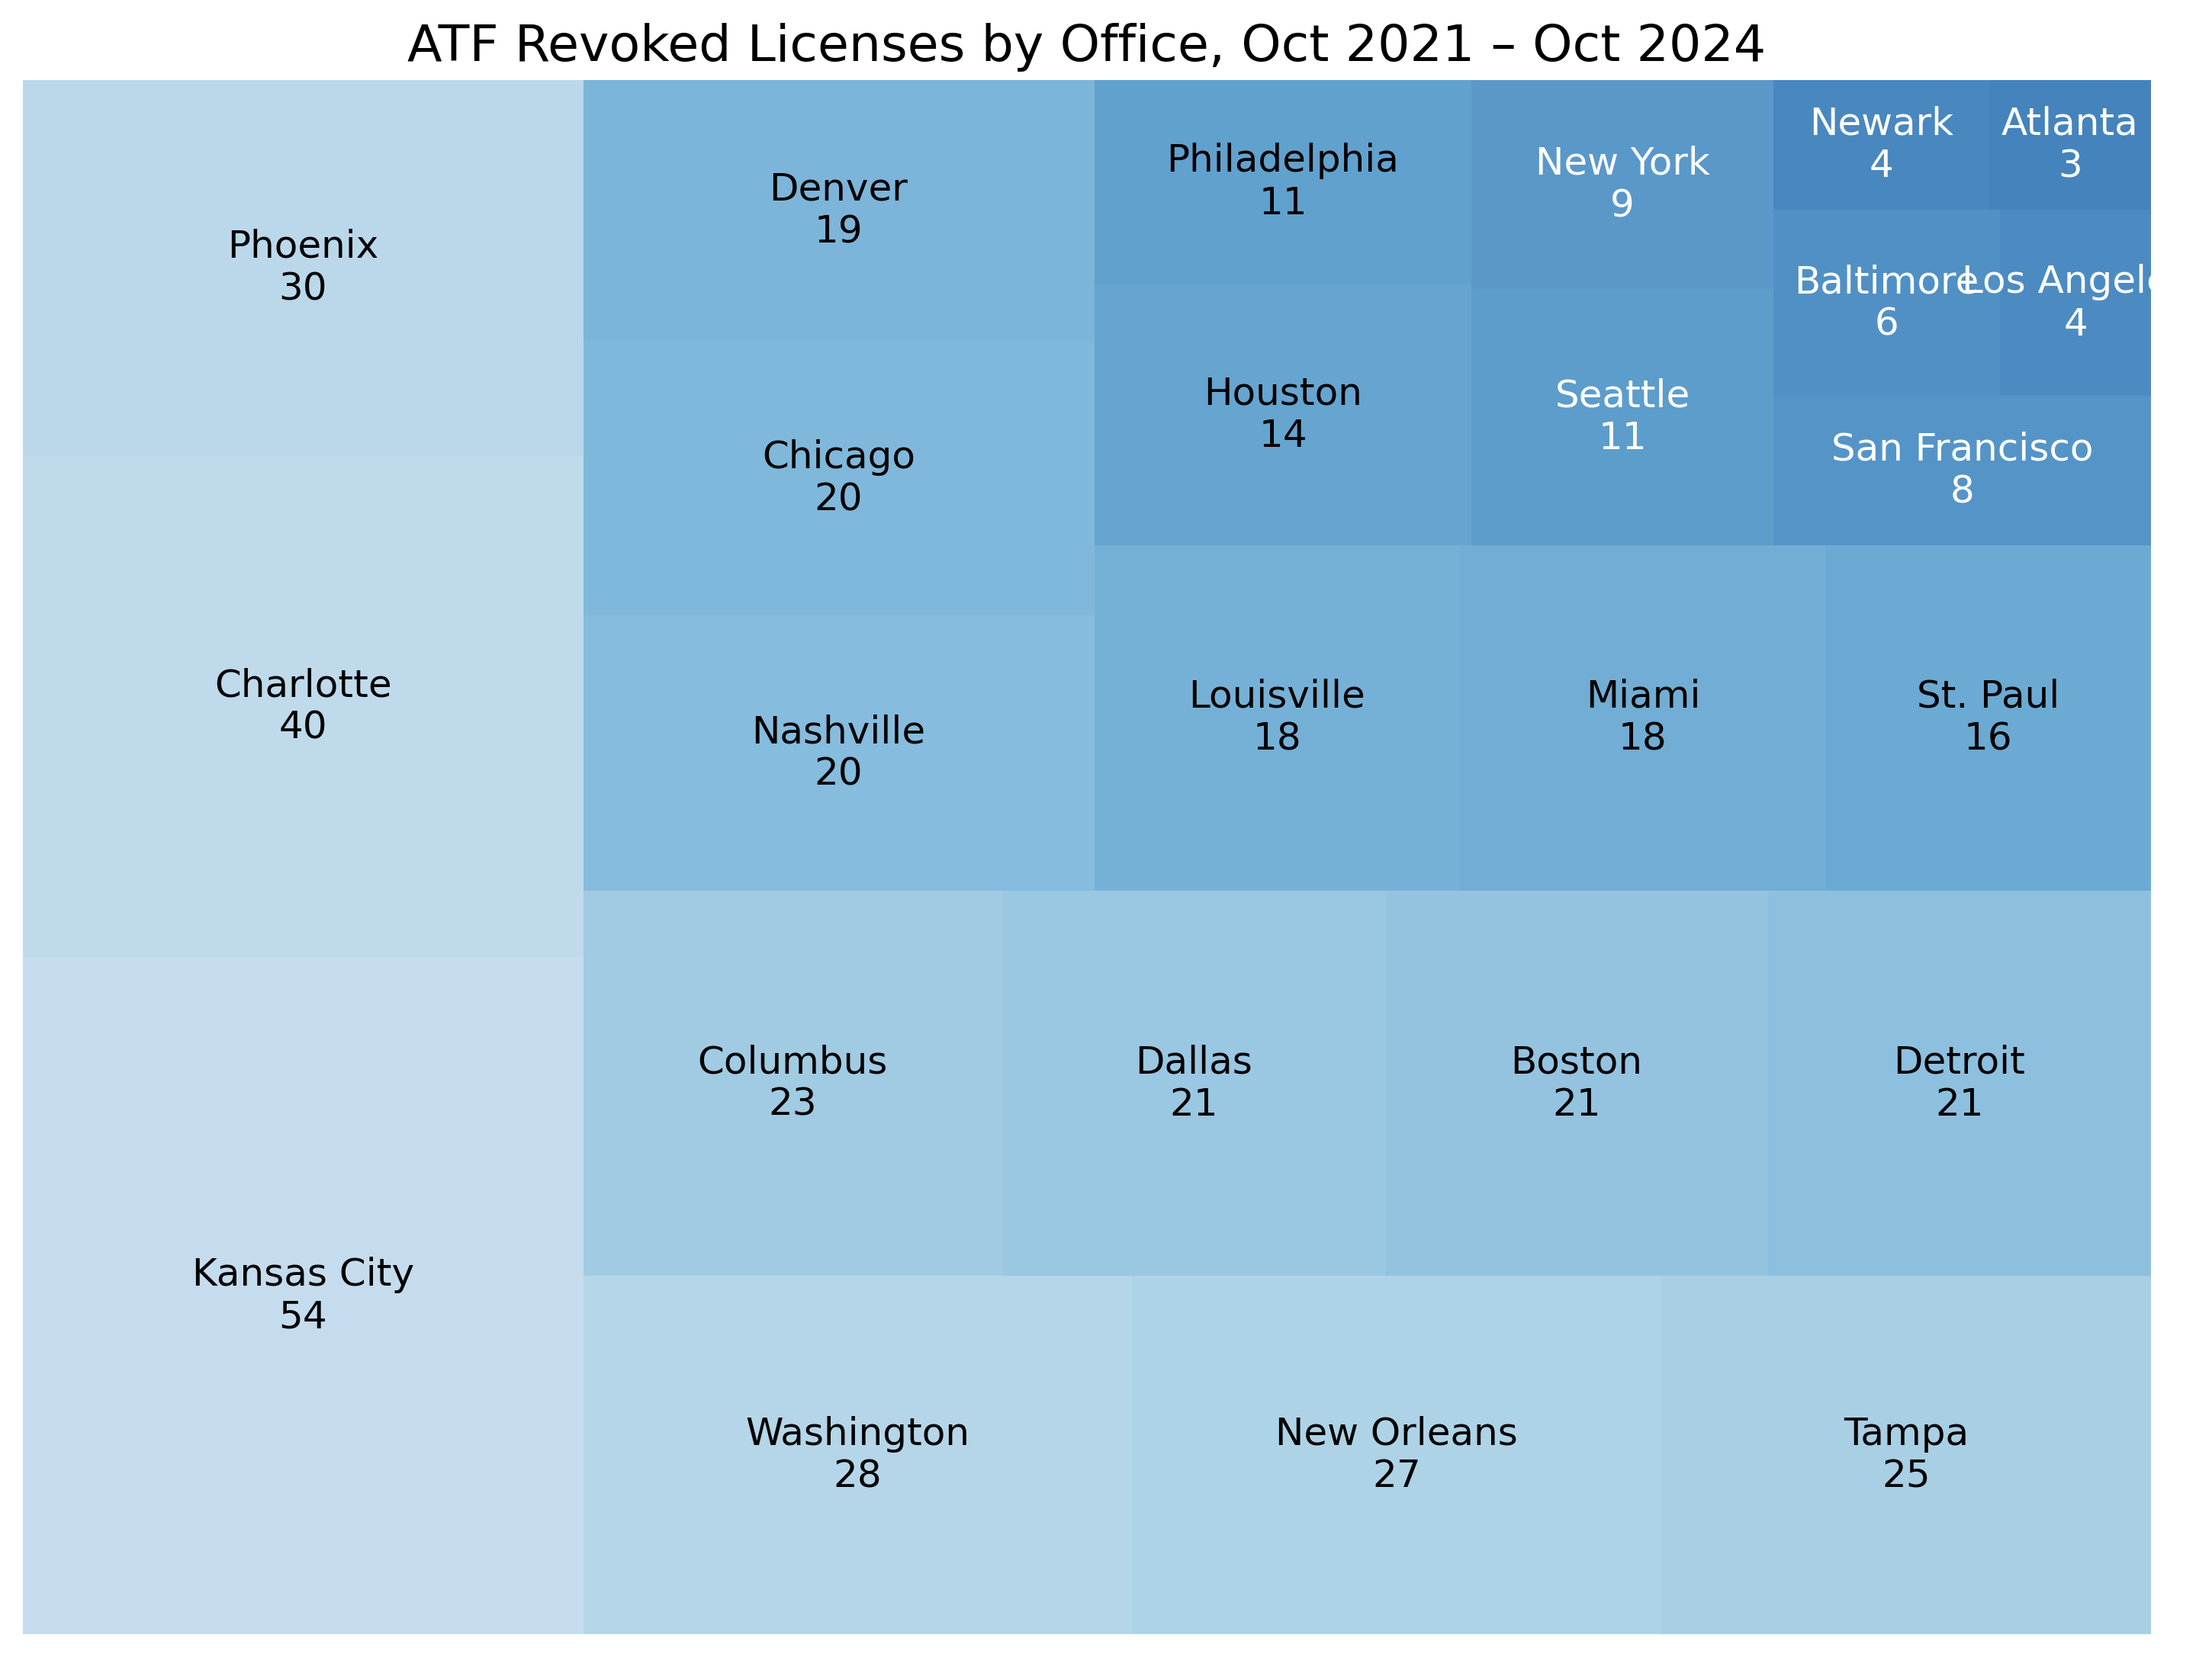 ATF Revoked Licenses by Office, Oct 2021 – Oct 2024
Phoenix
30
Charlotte
40
Kansas City
54
Denver
19
Chicago
20
Nashville
20
Philadelphia
11
Houston
14
New York
9
Seattle
11
Newark
4
Atlanta
3
Baltimore
6
Los Angele
4
San Francisco
8
Louisville
18
Miami
18
St. Paul
16
Columbus
23
Dallas
21
Boston
21
Detroit
21
Washington
28
New Orleans
27
Tampa
25